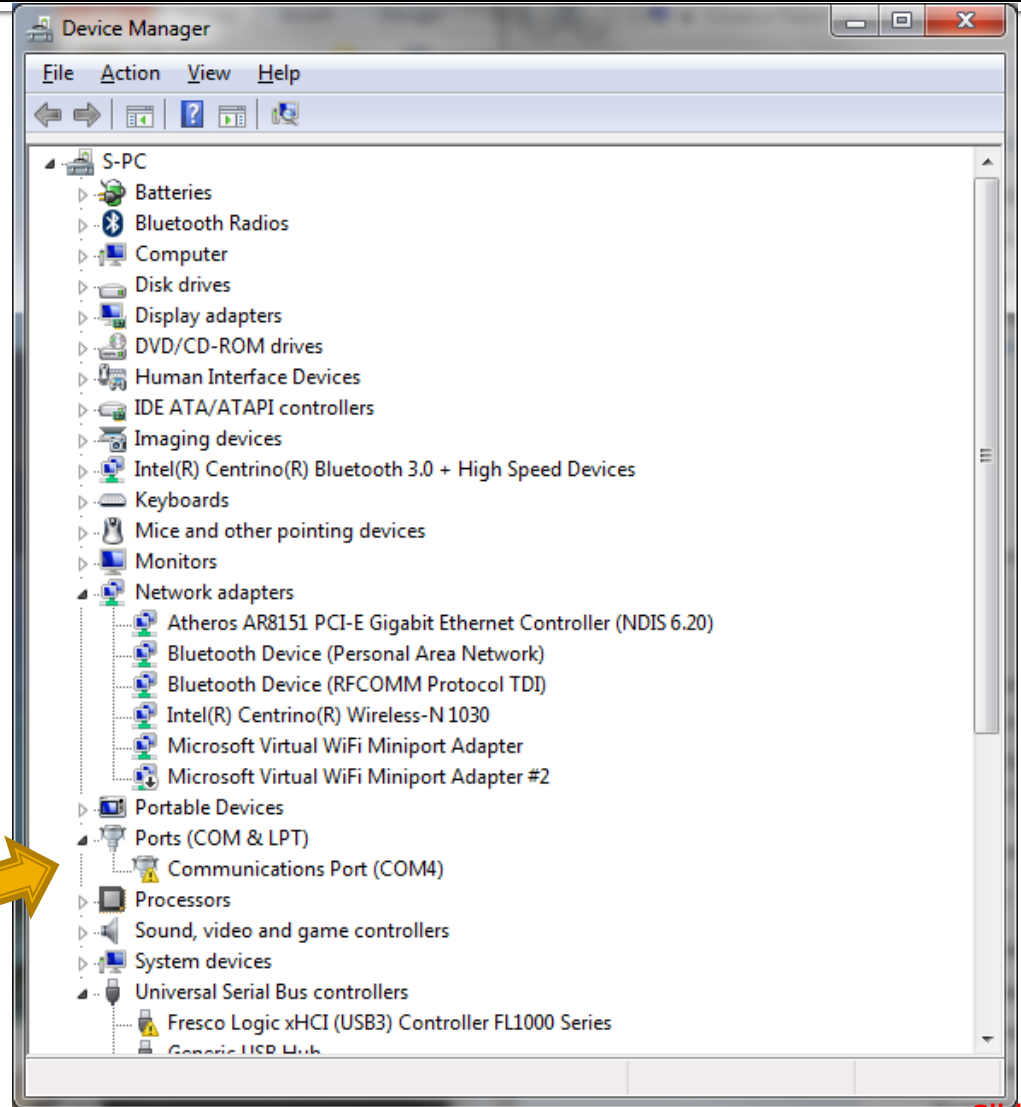 Device Manager
File Action View Help
S-PC
Batteries
Bluetooth Radios
Computer
Disk drives
Display adapters
DVD/CD-ROM drives
Human Interface Devices
IDE ATA/ATAPI controllers
Imaging devices
Intel(R) Centrino(R) Bluetooth 3.0 + High Speed Devices
Keyboards
Mice and other pointing devices
Monitors
Network adapters
Atheros AR8151 PCI-E Gigabit Ethernet Controller (NDIS 6.20)
Bluetooth Device (Personal Area Network)
Bluetooth Device (RFCOMM Protocol TDI)
Intel(R) Centrino(R) Wireless-N 1030
Microsoft Virtual WiFi Miniport Adapter
Microsoft Virtual WiFi Miniport Adapter #2
Portable Devices
Ports (COM & LPT)
Communications Port (COM4)
Processors
Sound, video and game controllers
System devices
Universal Serial Bus controllers
Fresco Logic xHCI (USB3) Controller FL1000 Series
Generic USB Hub